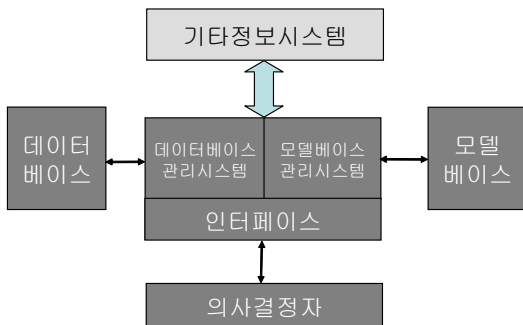 기타정보시스템
데이터
베이스
데이터베이스
관리시스템
모델베이스
관리시스템
모델
베이스
인터페이스
의사결정자